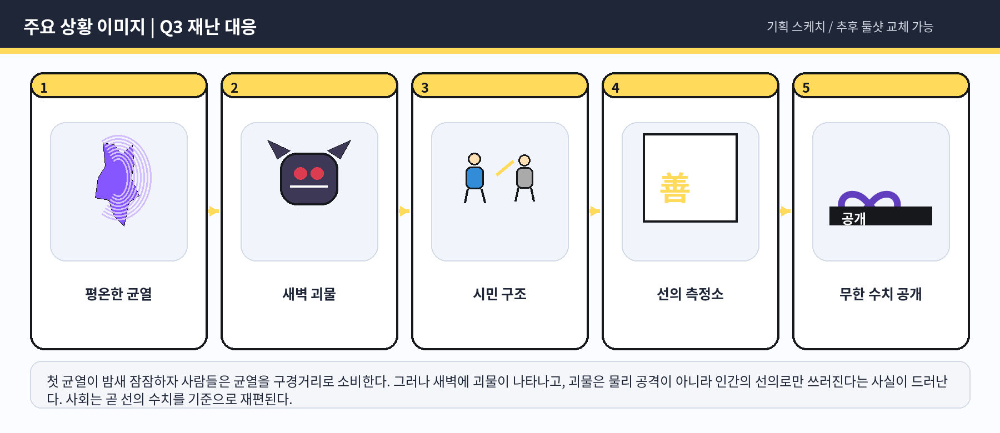 주요 상황 이미지 | Q3 재난 대응
기획 스케치 / 추후 툴샷 교체 가능
1
2
3
4
5
善
공개
평온한 균열
새벽 괴물
시민 구조
선의 측정소
무한 수치 공개
첫 균열이 밤새 잠잠하자 사람들은 균열을 구경거리로 소비한다. 그러나 새벽에 괴물이 나타나고, 괴물은 물리 공격이 아니라 인간의 선의로만 쓰러진다는 사실이 드러난
다. 사회는 곧 선의 수치를 기준으로 재편된다.